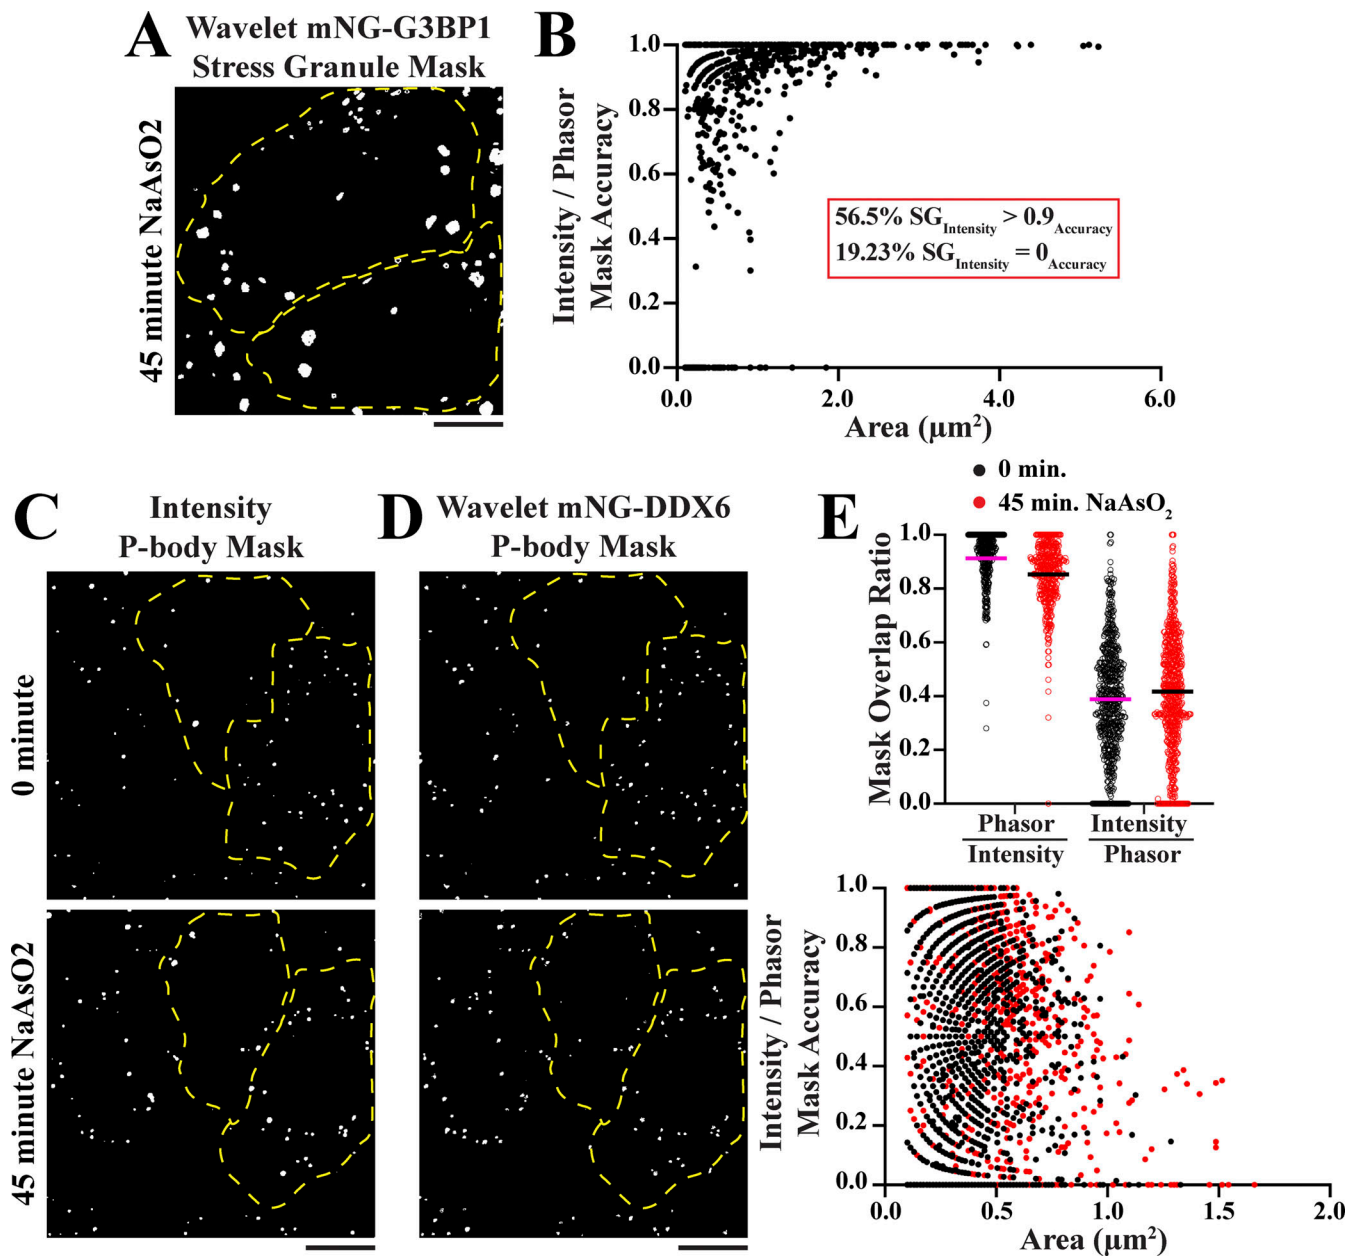 A
Wavelet mNG-G3BP1
Stress Granule Mask
45 minute NaAsO2
B
Intensity / Phasor
Mask Accuracy
1.0
0.8
0.6
0.4
0.2
0.0
56.5% SG_Intensity > 0.9_Accuracy
19.23% SG_Intensity = 0_Accuracy
0.0 2.0 4.0 6.0
Area (μm²)
C
Intensity
P-body Mask
0 minute
45 minute NaAsO2
D
Wavelet mNG-DDX6
P-body Mask
E
0 min.
45 min. NaAsO₂
Mask Overlap Ratio
1.0
0.8
0.6
0.4
0.2
0.0
Phasor
Intensity
Intensity
Phasor
Intensity / Phasor
Mask Accuracy
1.0
0.8
0.6
0.4
0.2
0.0
0.0 0.5 1.0 1.5 2.0
Area (μm²)